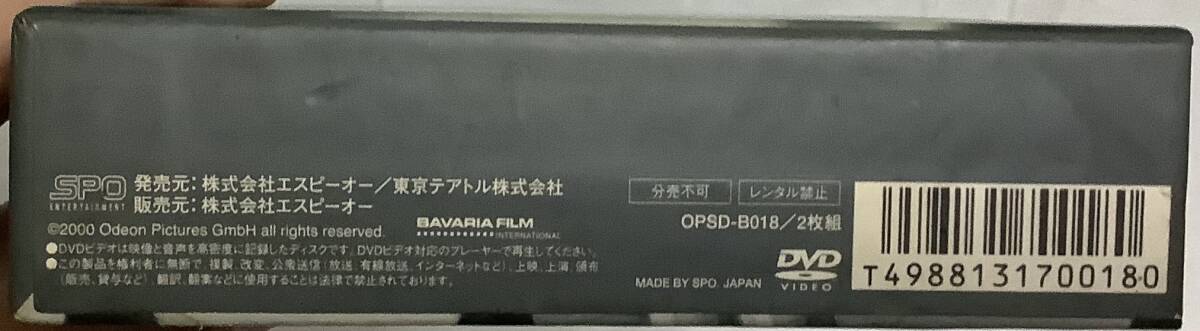 SPO
ENTERTAINMENT
発売元：株式会社エスピーオー／東京テアトル株式会社
販売元：株式会社エスピーオー
©2000 Odeon Pictures GmbH all rights reserved.
BAVARIA FILM
INTERNATIONAL
●DVDビデオは映像と音声を高密度に記録したディスクです。DVDビデオ対応のプレーヤーで再生してください。
●この製品を権利者に無断で、複製、改変、公衆送信（放送、有線放送、インターネットなど）、上映、上演、頒布
（販売、貸与など）、翻訳、翻案などに使用することは法律で禁止されております。
分売不可
レンタル禁止
OPSD-B018／2枚組
MADE BY SPO. JAPAN
DVD
VIDEO
T4988131700180